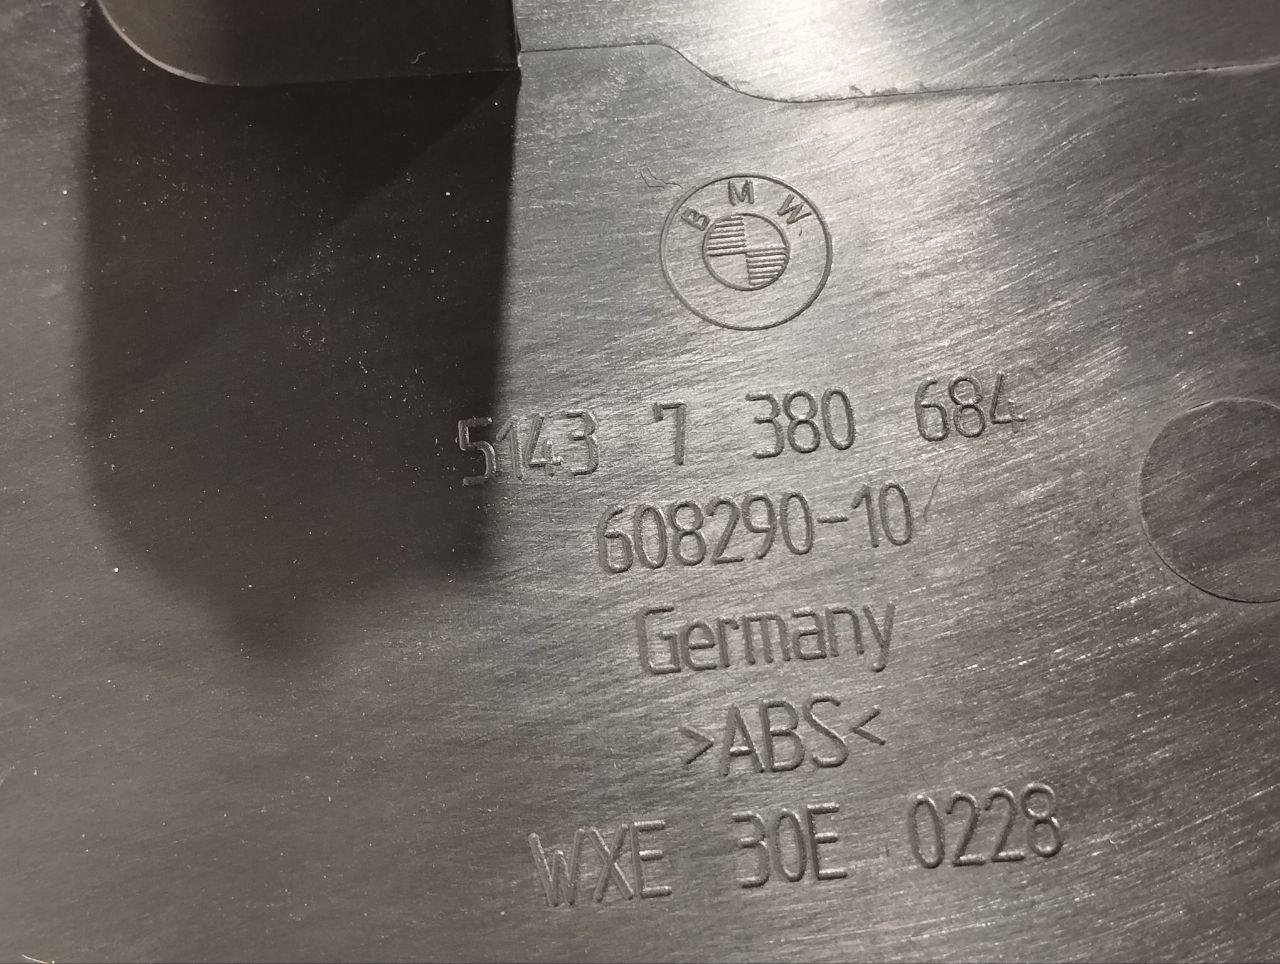 BMW
5143 7 380 684
608290-10
Germany
>ABS<
WXE 30E 0228